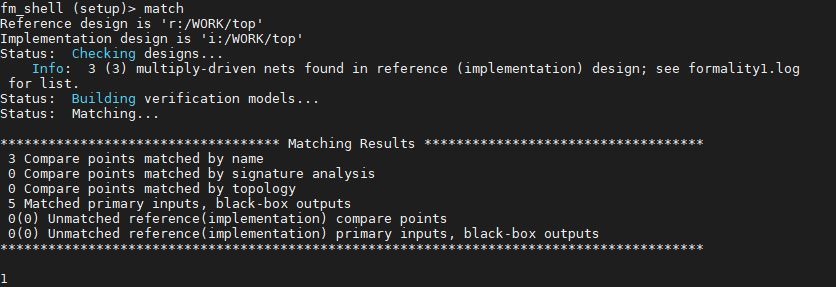 fm_shell (setup)> match
Reference design is 'r:/WORK/top'
Implementation design is 'i:/WORK/top'
Status:  Checking designs...
    Info:  3 (3) multiply-driven nets found in reference (implementation) design; see formality1.log
 for list.
Status:  Building verification models...
Status:  Matching...

*********************************** Matching Results ***********************************
 3 Compare points matched by name
 0 Compare points matched by signature analysis
 0 Compare points matched by topology
 5 Matched primary inputs, black-box outputs
 0(0) Unmatched reference(implementation) compare points
 0(0) Unmatched reference(implementation) primary inputs, black-box outputs
****************************************************************************************

1